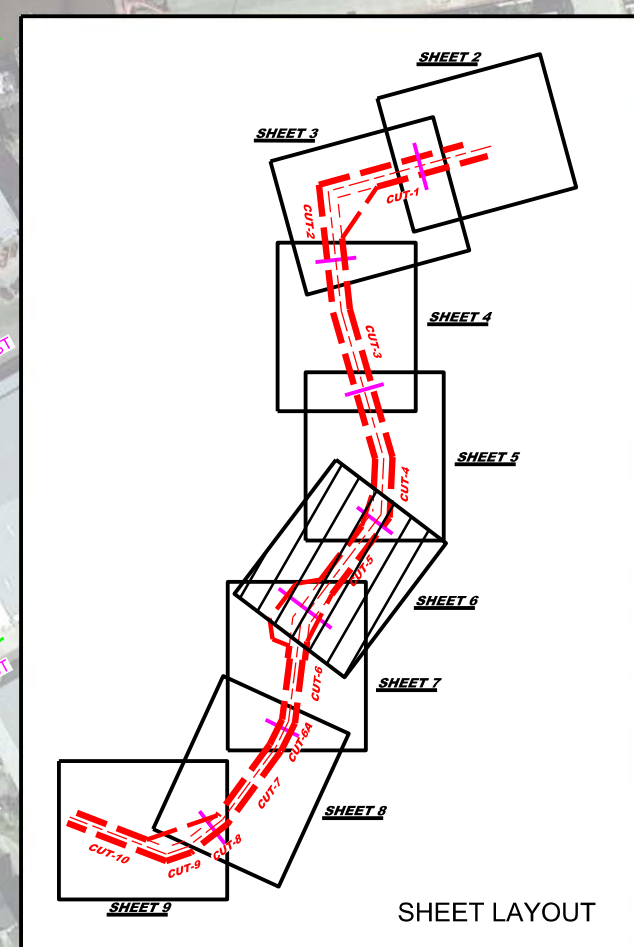 SHEET 2
SHEET 3
CUT-1
CUT-2
SHEET 4
CUT-3
SHEET 5
CUT-4
CUT-5
SHEET 6
CUT-6
SHEET 7
CUT-6A
CUT-7
SHEET 8
CUT-8
CUT-9
CUT-10
SHEET 9
SHEET LAYOUT
ST
ST